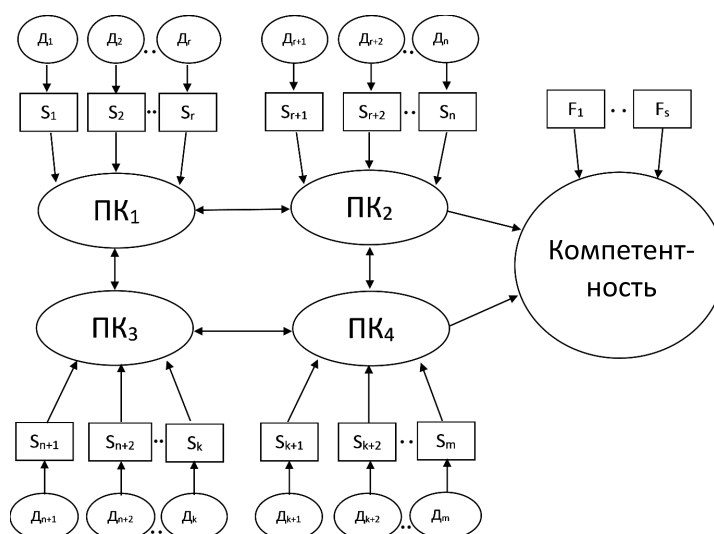 Д₁ Д₂ .. Дᵣ Дᵣ₊₁ Дᵣ₊₂ .. Дₙ
S₁ S₂ .. Sᵣ Sᵣ₊₁ Sᵣ₊₂ .. Sₙ F₁ .. Fₛ
ПК₁ ПК₂
Компетент-
ность
ПК₃ ПК₄
Sₙ₊₁ Sₙ₊₂ .. Sₖ Sₖ₊₁ Sₖ₊₂ .. Sₘ
Дₙ₊₁ Дₙ₊₂ .. Дₖ Дₖ₊₁ Дₖ₊₂ .. Дₘ